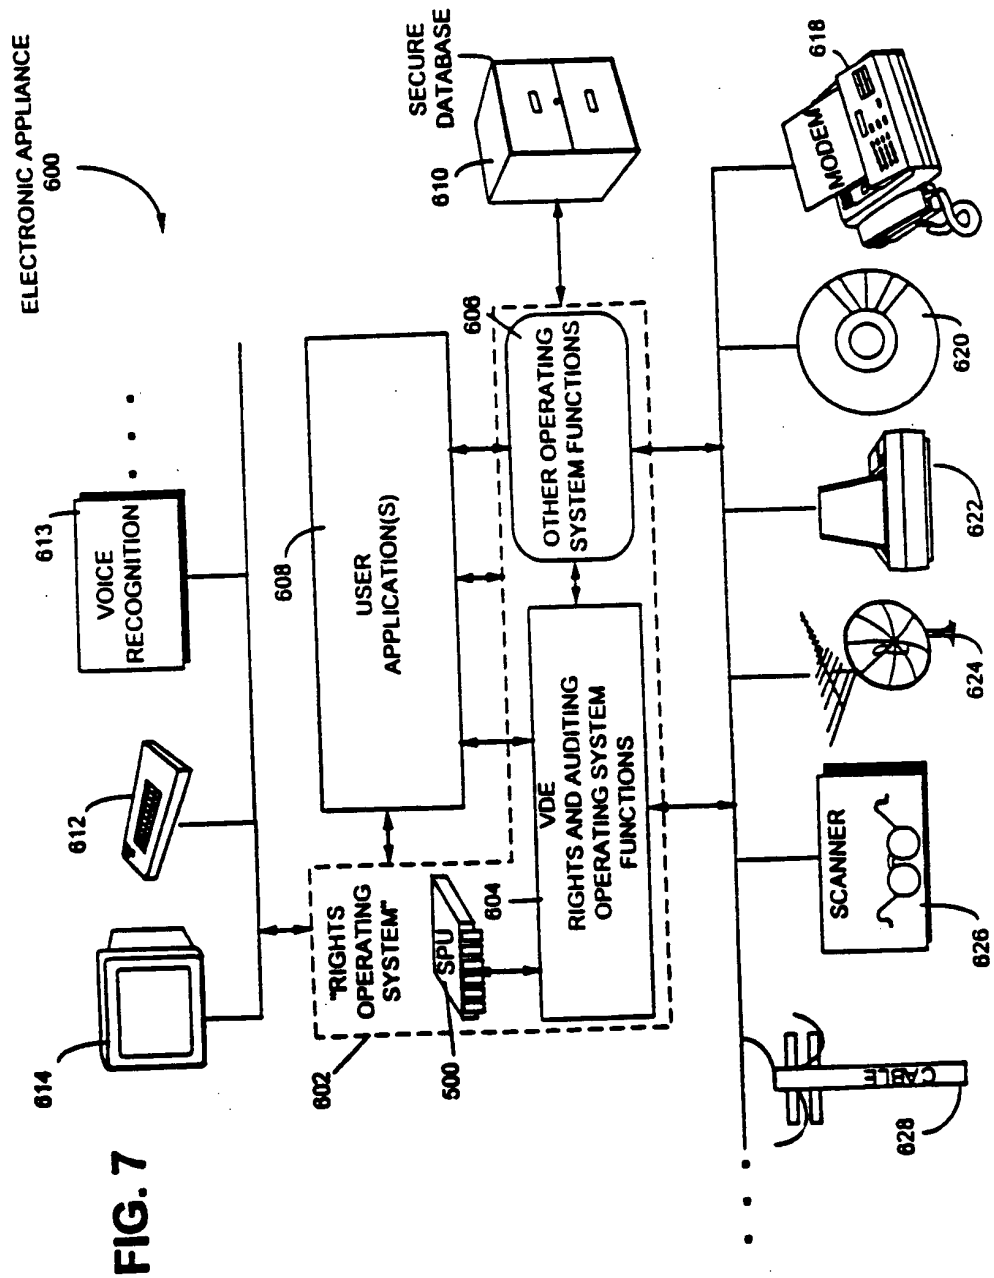 FIG. 7
ELECTRONIC APPLIANCE
600
614
612
613
VOICE
RECOGNITION
602
"RIGHTS
OPERATING
SYSTEM"
608
USER
APPLICATION(S)
500
SPU
604
VDE
RIGHTS AND AUDITING
OPERATING SYSTEM
FUNCTIONS
606
OTHER OPERATING
SYSTEM FUNCTIONS
SECURE
DATABASE
610
628
CABLE
626
SCANNER
624
622
620
618
MODEM